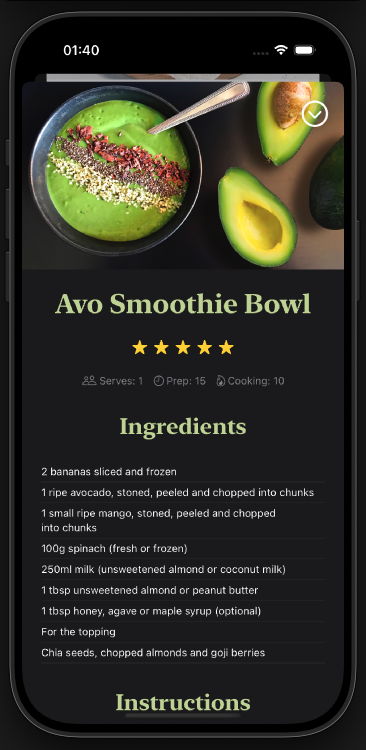 01:40
Avo Smoothie Bowl
Serves: 1 Prep: 15 Cooking: 10
Ingredients
2 bananas sliced and frozen
1 ripe avocado, stoned, peeled and chopped into chunks
1 small ripe mango, stoned, peeled and chopped
into chunks
100g spinach (fresh or frozen)
250ml milk (unsweetened almond or coconut milk)
1 tbsp unsweetened almond or peanut butter
1 tbsp honey, agave or maple syrup (optional)
For the topping
Chia seeds, chopped almonds and goji berries
Instructions